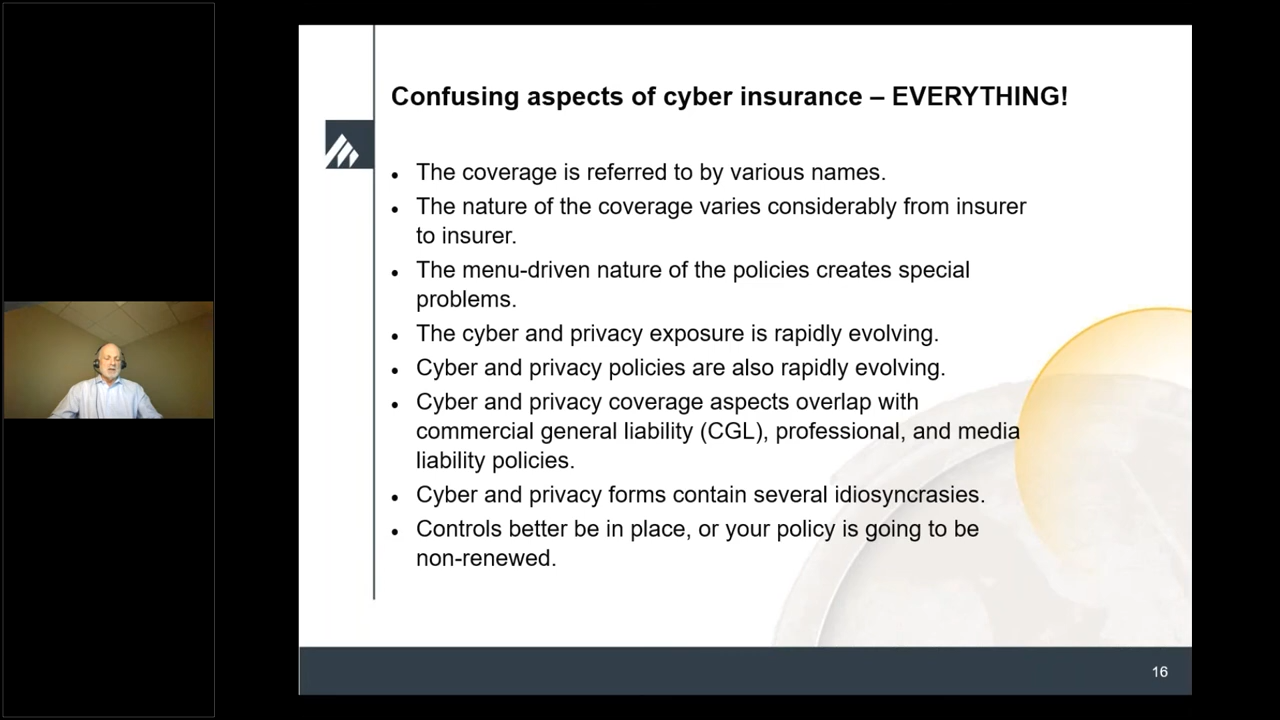 Confusing aspects of cyber insurance – EVERYTHING!
• The coverage is referred to by various names.
• The nature of the coverage varies considerably from insurer
to insurer.
• The menu-driven nature of the policies creates special
problems.
• The cyber and privacy exposure is rapidly evolving.
• Cyber and privacy policies are also rapidly evolving.
• Cyber and privacy coverage aspects overlap with
commercial general liability (CGL), professional, and media
liability policies.
• Cyber and privacy forms contain several idiosyncrasies.
• Controls better be in place, or your policy is going to be
non-renewed.
16